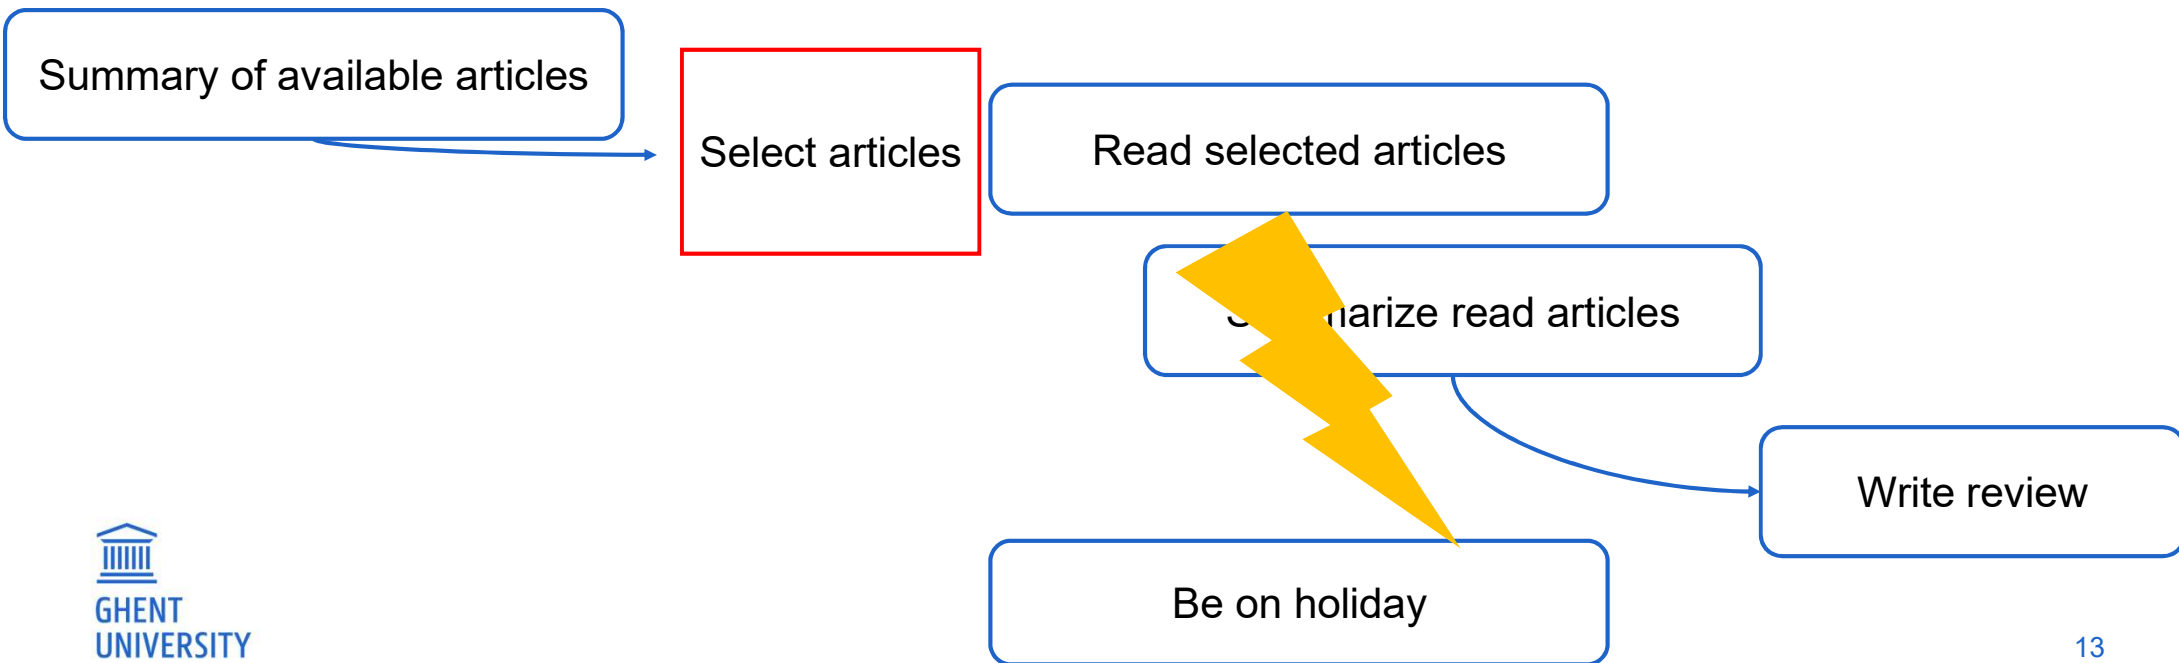 Summary of available articles
Select articles
Read selected articles
read articles
Write review
Be on holiday
GHENT
UNIVERSITY
13